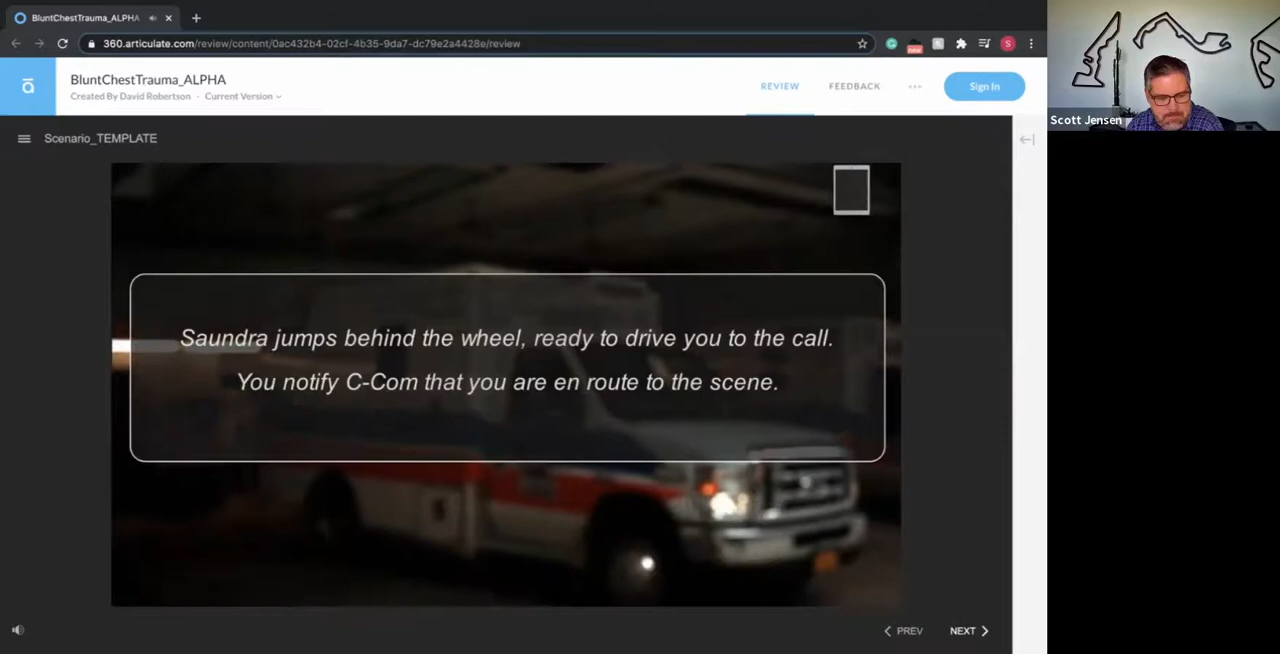 BluntChestTrauma_ALPHA
360.articulate.com/review/content/0ac432b4-02cf-4b35-9da7-dc79e2a4428e/review
new
S
BluntChestTrauma_ALPHA
Created By David Robertson · Current Version
REVIEW
FEEDBACK
Sign In
Scott Jensen
Scenario_TEMPLATE
Saundra jumps behind the wheel, ready to drive you to the call.
You notify C-Com that you are en route to the scene.
PREV
NEXT